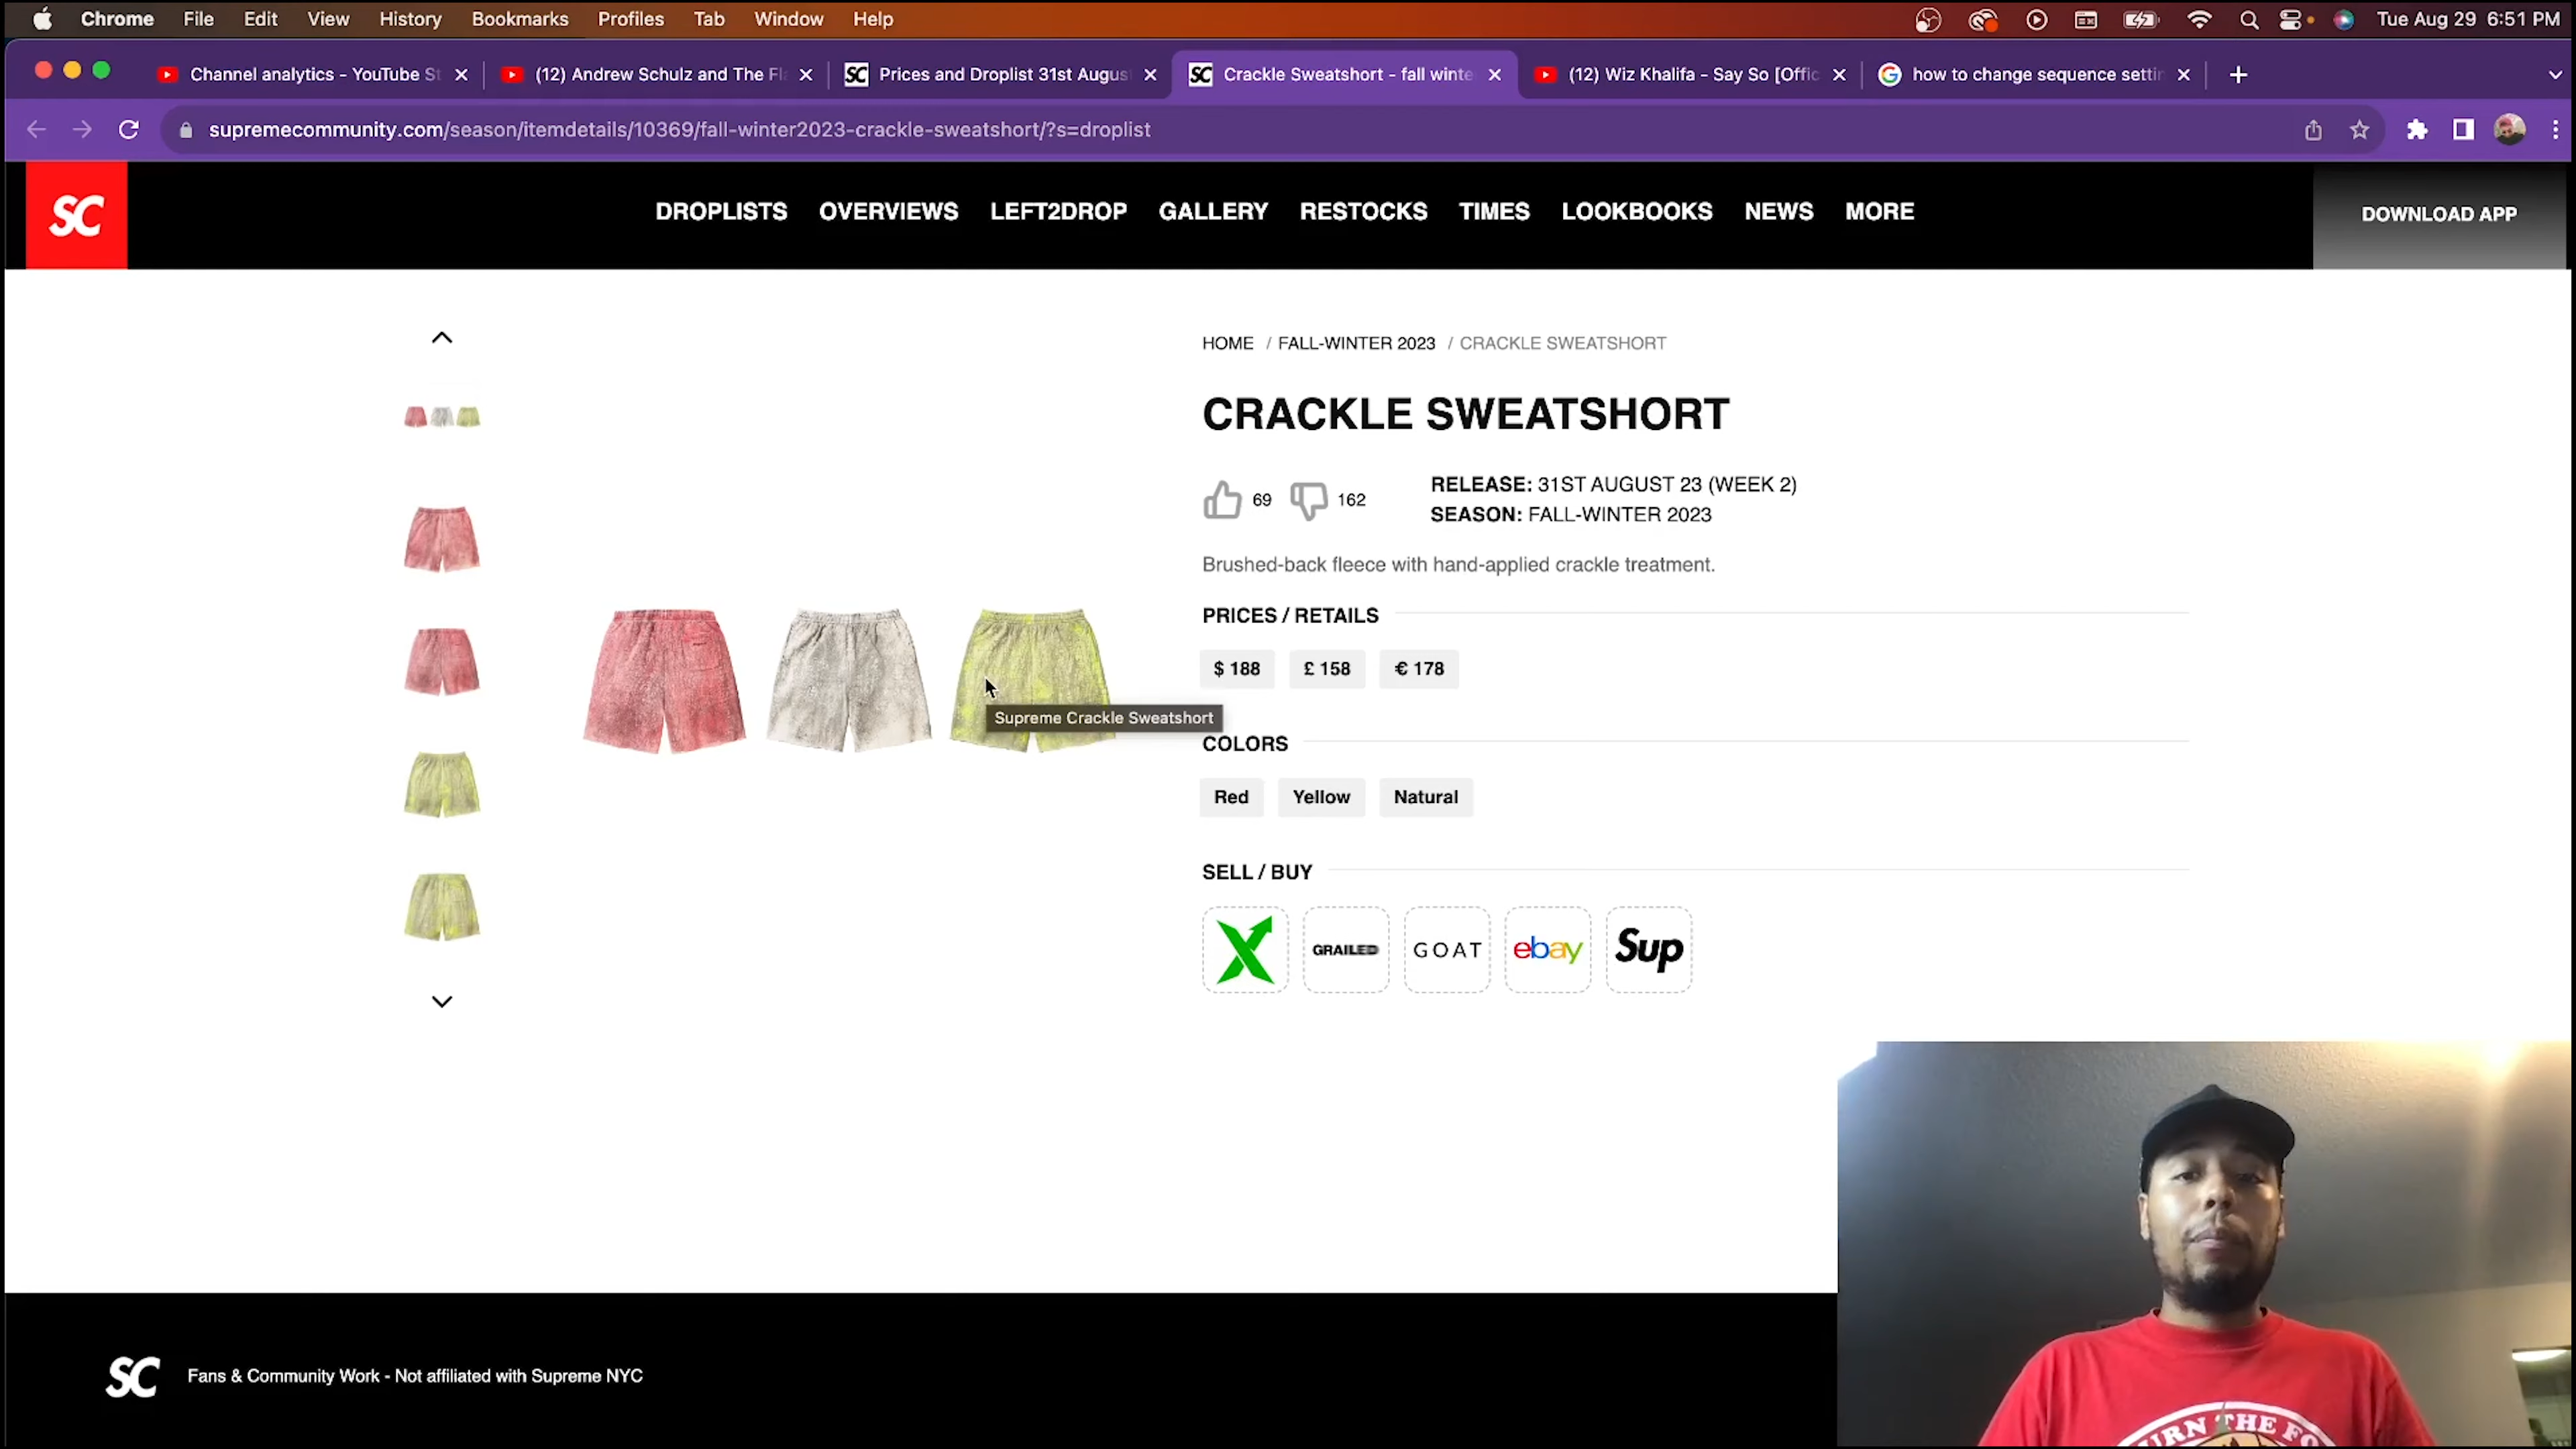 Chrome File Edit View History Bookmarks Profiles Tab Window Help Tue Aug 29 6:51 PM
Channel analytics - YouTube St (12) Andrew Schulz and The Fla Prices and Droplist 31st Augus Crackle Sweatshort - fall winte (12) Wiz Khalifa - Say So [Offic how to change sequence settin
supremecommunity.com/season/itemdetails/10369/fall-winter2023-crackle-sweatshort/?s=droplist
SC DROPLISTS OVERVIEWS LEFT2DROP GALLERY RESTOCKS TIMES LOOKBOOKS NEWS MORE DOWNLOAD APP
HOME / FALL-WINTER 2023 / CRACKLE SWEATSHORT
CRACKLE SWEATSHORT
69 162
RELEASE: 31ST AUGUST 23 (WEEK 2)
SEASON: FALL-WINTER 2023
Brushed-back fleece with hand-applied crackle treatment.
PRICES / RETAILS
$ 188 £ 158 € 178
Supreme Crackle Sweatshort
COLORS
Red Yellow Natural
SELL / BUY
X GRAILED GOAT ebay Sup
SC Fans & Community Work - Not affiliated with Supreme NYC
THE